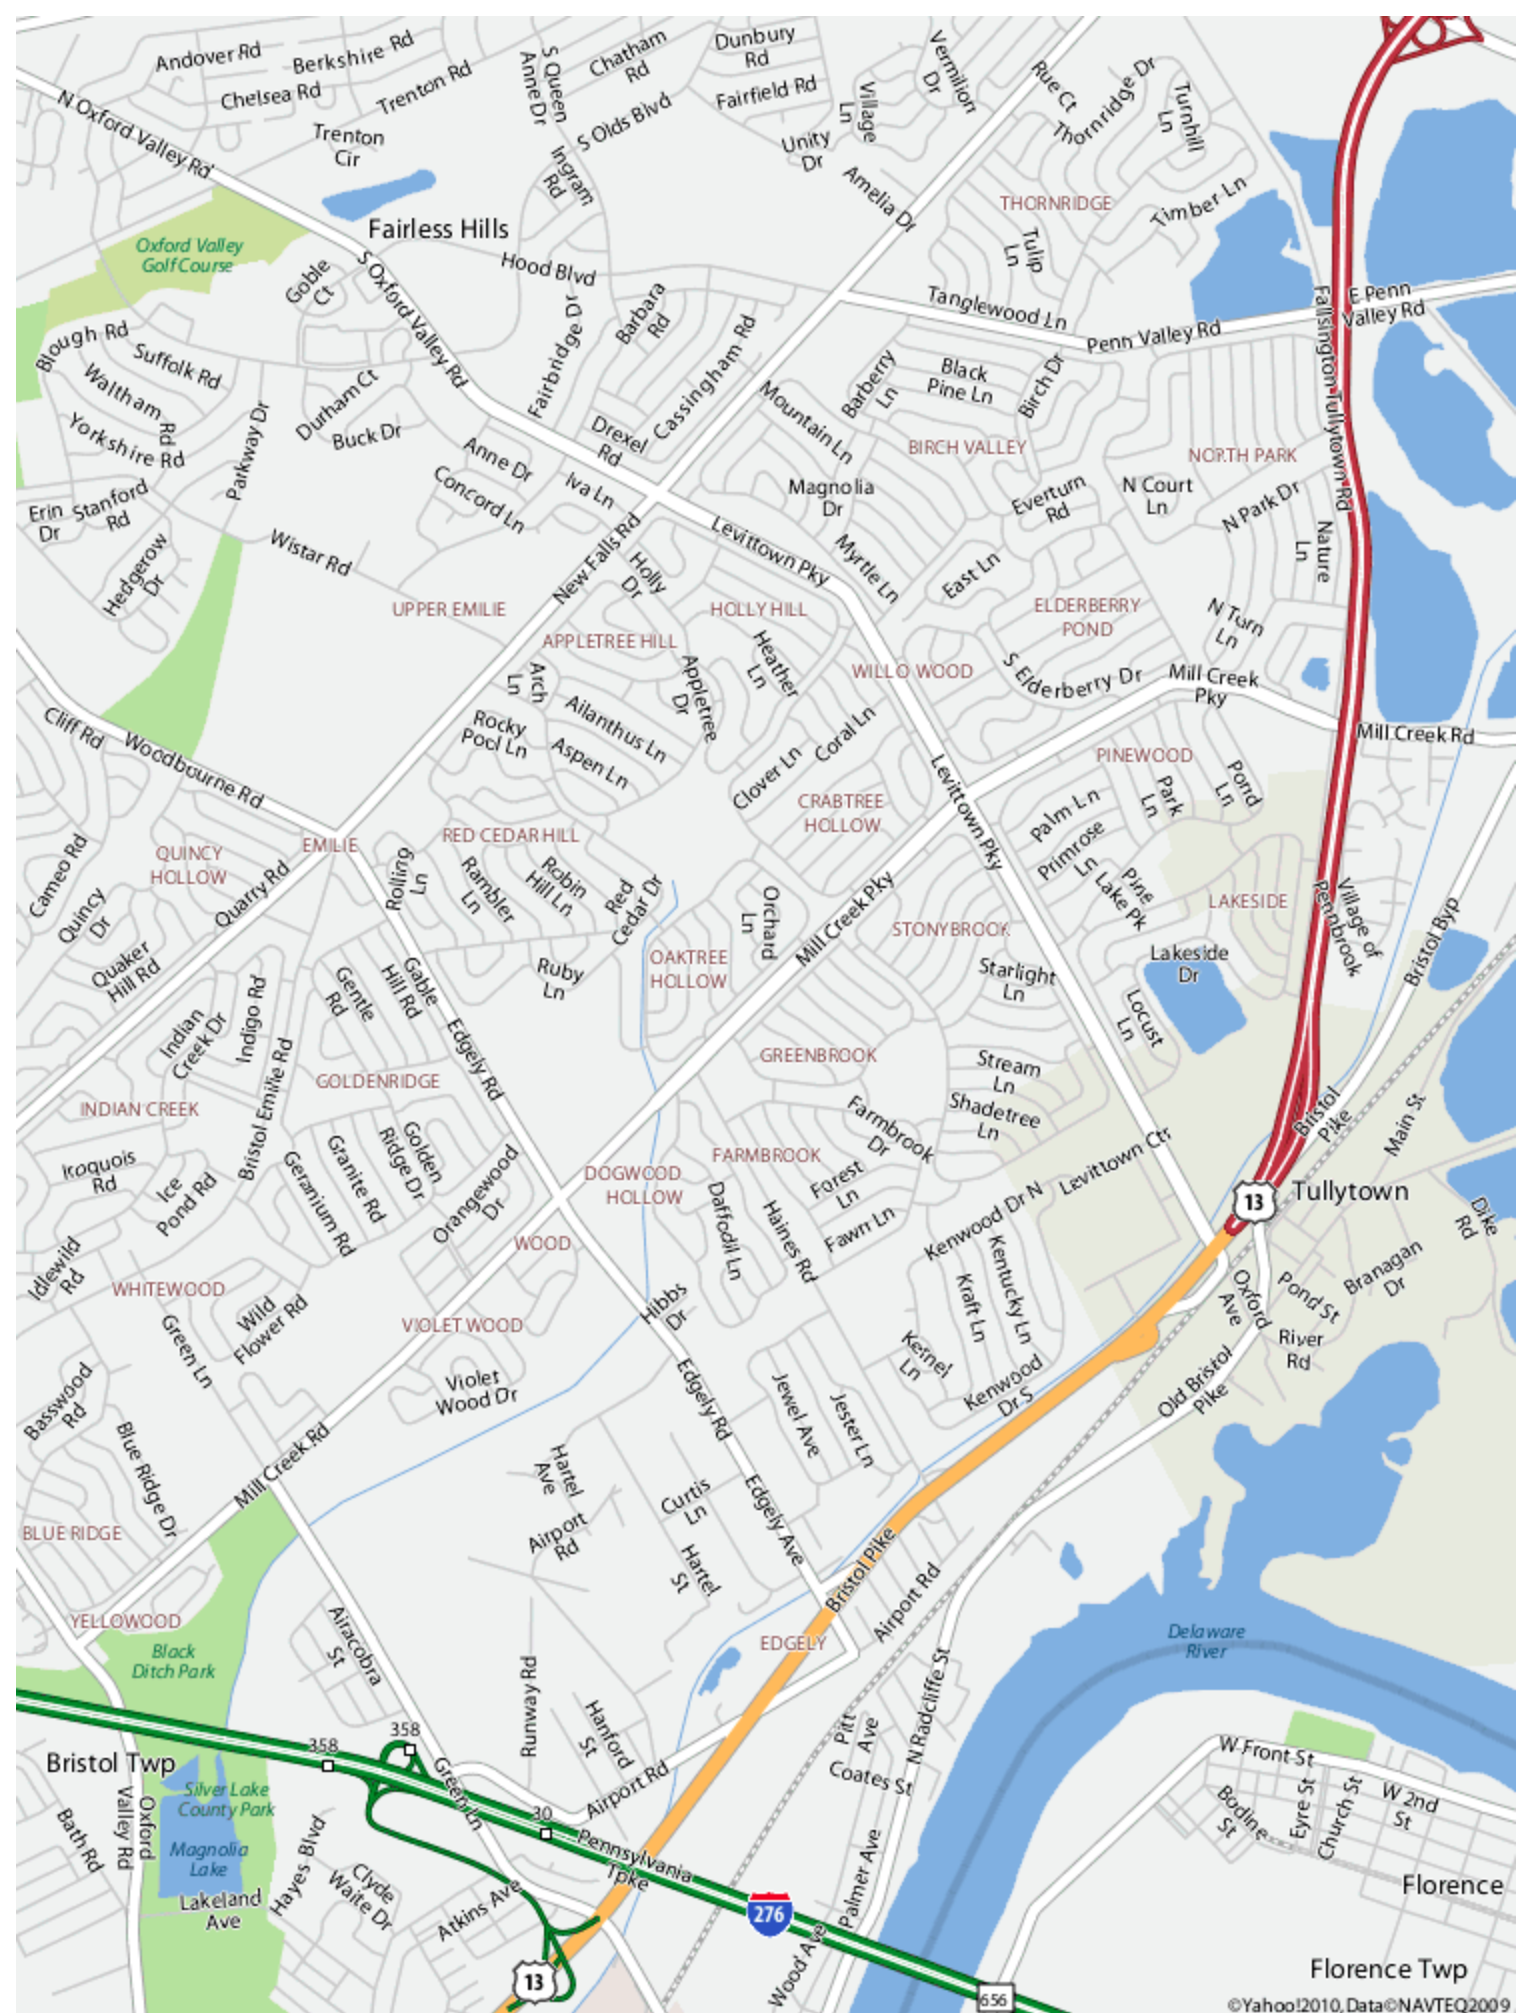 Andover Rd
Berkshire Rd
Chelsea Rd
Trenton Rd
S Queen
Anne Dr
Chatham
Rd
Dunbury
Rd
Fairfield Rd
Vermilion
Dr
Village
Ln
Rue Ct
Thornridge Dr
Turnhill
Ln
N Oxford Valley Rd
Trenton
Cir
S Olds Blvd
Unity
Dr
Ingram
Rd
Amelia Dr
THORNRIDGE
Timber Ln
Tulip
Ln
Fairless Hills
Oxford Valley
Golf Course
Goble
Ct
S Oxford Valley Rd
Hood Blvd
Fairbridge Dr
Barbara
Rd
Tanglewood Ln
Penn Valley Rd
E Penn
Valley Rd
Fallsington Tullytown Rd
Blough Rd
Suffolk Rd
Waltham
Rd
Yorkshire Rd
Durham Ct
Buck Dr
Parkway Dr
Cassingham Rd
Drexel
Rd
Mountain Ln
Barberry
Ln
Black
Pine Ln
Birch Dr
BIRCH VALLEY
NORTH PARK
Anne Dr
Concord Ln
Iva Ln
Magnolia
Dr
Everturn
Rd
N Court
Ln
N Park Dr
Nature
Ln
Erin
Dr
Stanford
Rd
Hedgerow
Dr
Wistar Rd
New Falls Rd
Levittown Pky
Holly
Dr
Myrtle Ln
East Ln
UPPER EMILIE
APPLETREE HILL
HOLLY HILL
ELDERBERRY
POND
N Turn
Ln
Heather
Ln
WILLO WOOD
S Elderberry Dr
Mill Creek
Pky
Arch
Ln
Appletree
Dr
Ailanthus Ln
Rocky
Pool Ln
Aspen Ln
Coral Ln
Clover Ln
Cliff Rd
Woodbourne Rd
Mill Creek Rd
PINEWOOD
Pond
Ln
Park
Ln
Palm Ln
Primrose
Ln
Pine
Lake Pk
Levittown Pky
CRABTREE
HOLLOW
EMILIE
RED CEDAR HILL
QUINCY
HOLLOW
Cameo Rd
Quincy
Dr
Quarry Rd
Rolling
Ln
Rambler
Ln
Robin
Hill Ln
Red
Cedar Dr
Orchard
Ln
Mill Creek Pky
STONYBROOK
LAKESIDE
Village of
Pennbrook
Bristol Byp
Quaker
Hill Rd
Ruby
Ln
OAKTREE
HOLLOW
Starlight
Ln
Lakeside
Dr
Locust
Ln
Gentle
Rd
Gable
Hill Rd
Indian
Creek Dr
Indigo Rd
Edgely Rd
GREENBROOK
Stream
Ln
Shadetree
Ln
GOLDENRIDGE
INDIAN CREEK
Bristol Emilie Rd
Bristol
Pike
Main St
Farmbrook
Dr
FARMBROOK
Forest
Ln
Levittown Ctr
Iroquois
Rd
Ice
Pond Rd
Geranium Rd
Granite Rd
Golden
Ridge Dr
Orangewood
Dr
DOGWOOD
HOLLOW
Daffodil Ln
Haines Rd
Fawn Ln
Kenwood Dr N
Kentucky Ln
Kraft Ln
13
Tullytown
Dike
Rd
Branagan
Dr
Pond St
Oxford
Ave
River
Rd
Idlewild
Rd
WHITEWOOD
WOOD
Wild
Flower Rd
Green Ln
VIOLET WOOD
Violet
Wood Dr
Hibbs
Dr
Kernel
Ln
Kenwood
Dr S
Old Bristol
Pike
Basswood
Rd
Blue Ridge Dr
Mill Creek Rd
Edgely Rd
Jewel Ave
Jester Ln
Hartel
Ave
Curtis
Ln
Edgely Ave
Airport
Rd
Hartel
St
BLUE RIDGE
Bristol Pike
Airport Rd
YELLOWOOD
Black
Ditch Park
Airacobra
St
EDGELY
Delaware
River
Runway Rd
Hanford
St
Pitt
Ave
N Radcliffe St
Coates St
358
358
Bristol Twp
Silver Lake
County Park
Magnolia
Lake
Green Ln
30
Airport Rd
Pennsylvania
Tpke
W Front St
W 2nd
St
Bodine
St
Eyre St
Church St
Florence
Bath Rd
Oxford
Valley Rd
Hayes Blvd
Clyde
Waite Dr
Lakeland
Ave
Atkins Ave
276
Palmer Ave
Wood Ave
13
656
Florence Twp
©Yahoo!2010, Data©NAVTEQ2009